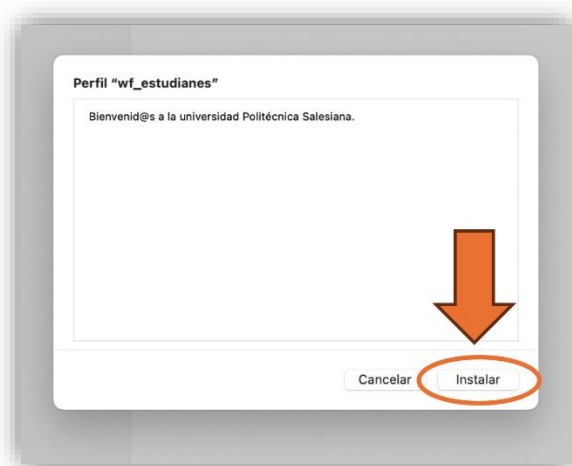 Perfil “wf_estudianes”
Bienvenid@s a la universidad Politécnica Salesiana.
Cancelar Instalar